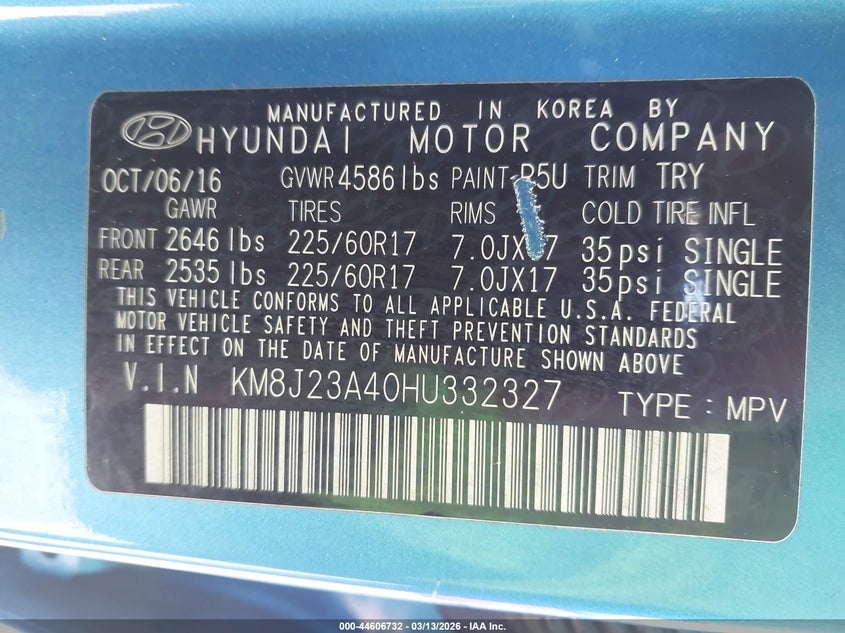 MANUFACTURED IN KOREA BY
HYUNDAI MOTOR COMPANY
OCT/06/16 GVWR 4586lbs PAINT R5U TRIM TRY
GAWR TIRES RIMS COLD TIRE INFL
FRONT 2646 lbs 225/60R17 7.0JX17 35psi SINGLE
REAR 2535 lbs 225/60R17 7.0JX17 35psi SINGLE
THIS VEHICLE CONFORMS TO ALL APPLICABLE U.S.A. FEDERAL
MOTOR VEHICLE SAFETY AND THEFT PREVENTION STANDARDS
IN EFFECT ON THE DATE OF MANUFACTURE SHOWN ABOVE
V.I.N KM8J23A40HU332327 TYPE : MPV
000-44606732 - 03/13/2026 - IAA Inc.